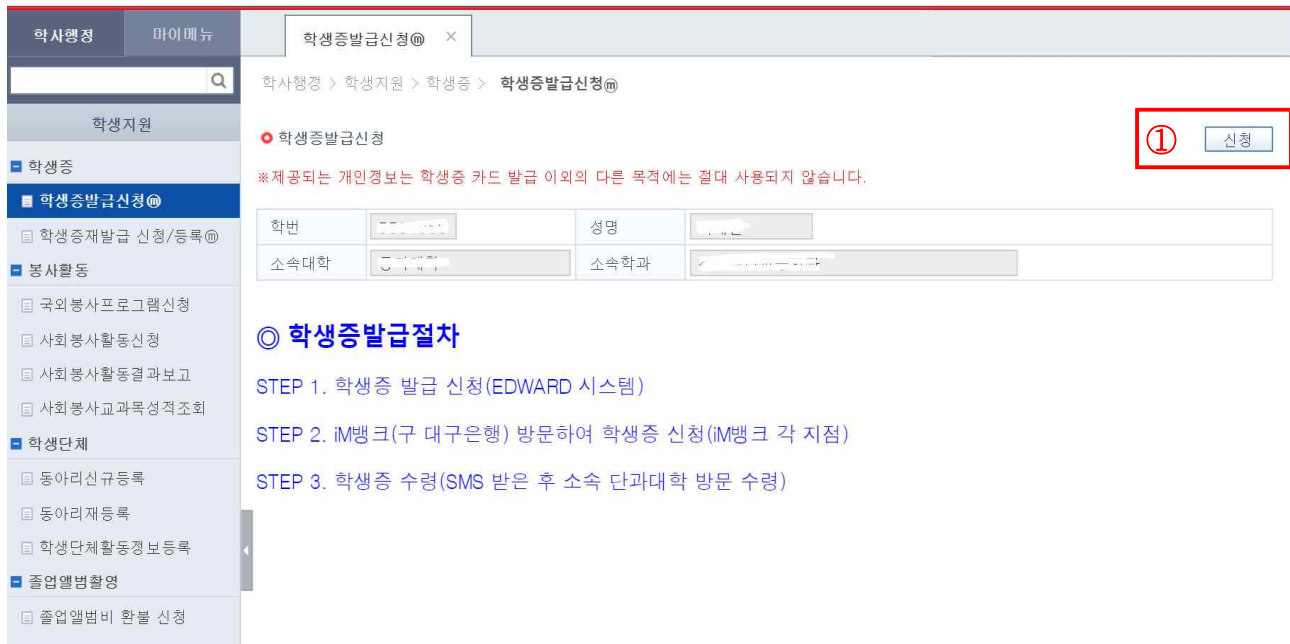 학사행정 마이메뉴
학생증발급신청ⓜ ×
학사행정 > 학생지원 > 학생증 > 학생증발급신청ⓜ
학생지원
학생증발급신청
① 신청
학생증
※제공되는 개인정보는 학생증 카드 발급 이외의 다른 목적에는 절대 사용되지 않습니다.
학생증발급신청ⓜ
학생증재발급 신청/등록ⓜ
봉사활동
국외봉사프로그램신청
사회봉사활동신청
사회봉사활동결과보고
사회봉사교과목성적조회
학생단체
동아리신규등록
동아리재등록
학생단체활동정보등록
졸업앨범촬영
졸업앨범비 환불 신청
학번 성명
소속대학 소속학과
◎ 학생증발급절차
STEP 1. 학생증 발급 신청(EDWARD 시스템)
STEP 2. iM뱅크(구 대구은행) 방문하여 학생증 신청(iM뱅크 각 지점)
STEP 3. 학생증 수령(SMS 받은 후 소속 단과대학 방문 수령)